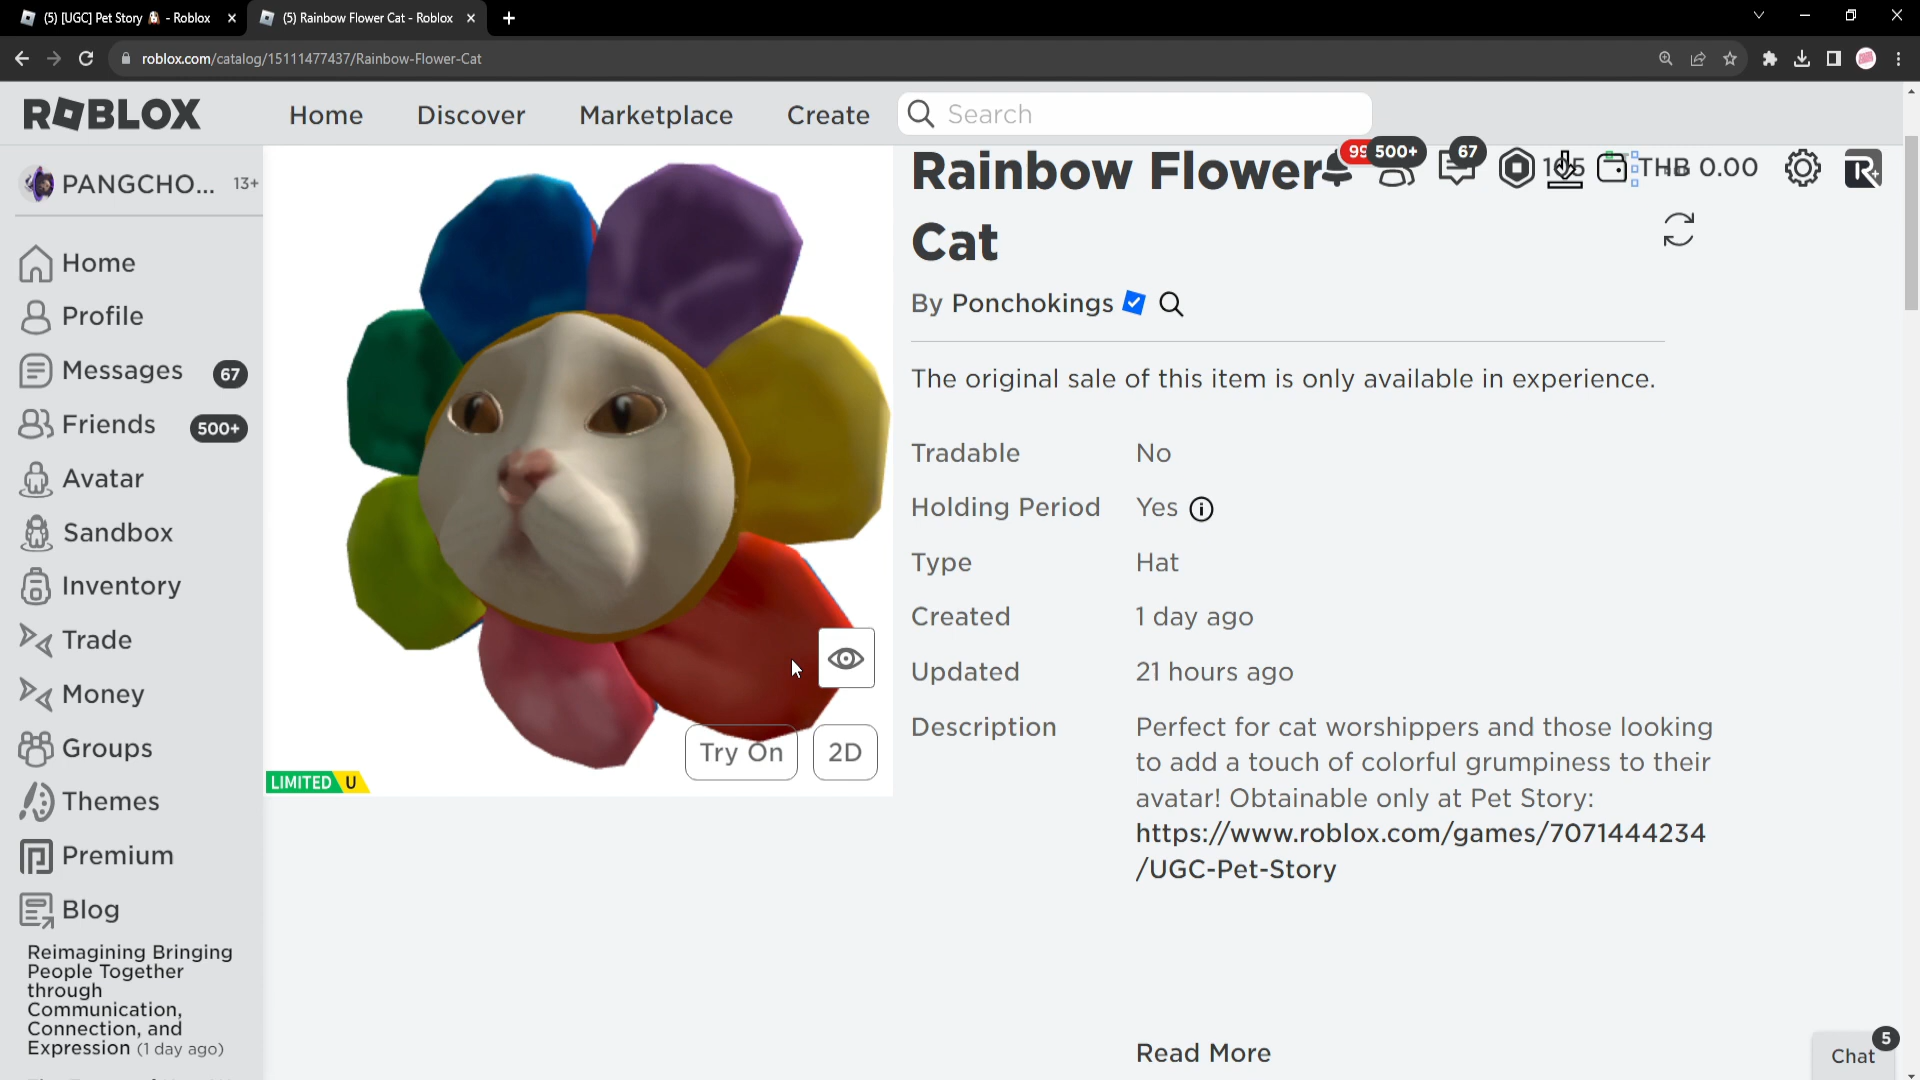 (5) [UGC] Pet Story - Roblox
(5) Rainbow Flower Cat - Roblox
roblox.com/catalog/15111477437/Rainbow-Flower-Cat
ROBLOX
Home
Discover
Marketplace
Create
Search
PANGCHO...
13+
Home
Profile
Messages
67
Friends
500+
Avatar
Sandbox
Inventory
Trade
Money
Groups
Themes
Premium
Blog
Reimagining Bringing
People Together
through
Communication,
Connection, and
Expression (1 day ago)
LIMITED U
Try On
2D
Rainbow Flower
Cat
99
500+
67
THB 0.00
By Ponchokings
The original sale of this item is only available in experience.
Tradable
No
Holding Period
Yes
Type
Hat
Created
1 day ago
Updated
21 hours ago
Description
Perfect for cat worshippers and those looking
to add a touch of colorful grumpiness to their
avatar! Obtainable only at Pet Story:
https://www.roblox.com/games/7071444234
/UGC-Pet-Story
Read More
Chat
5